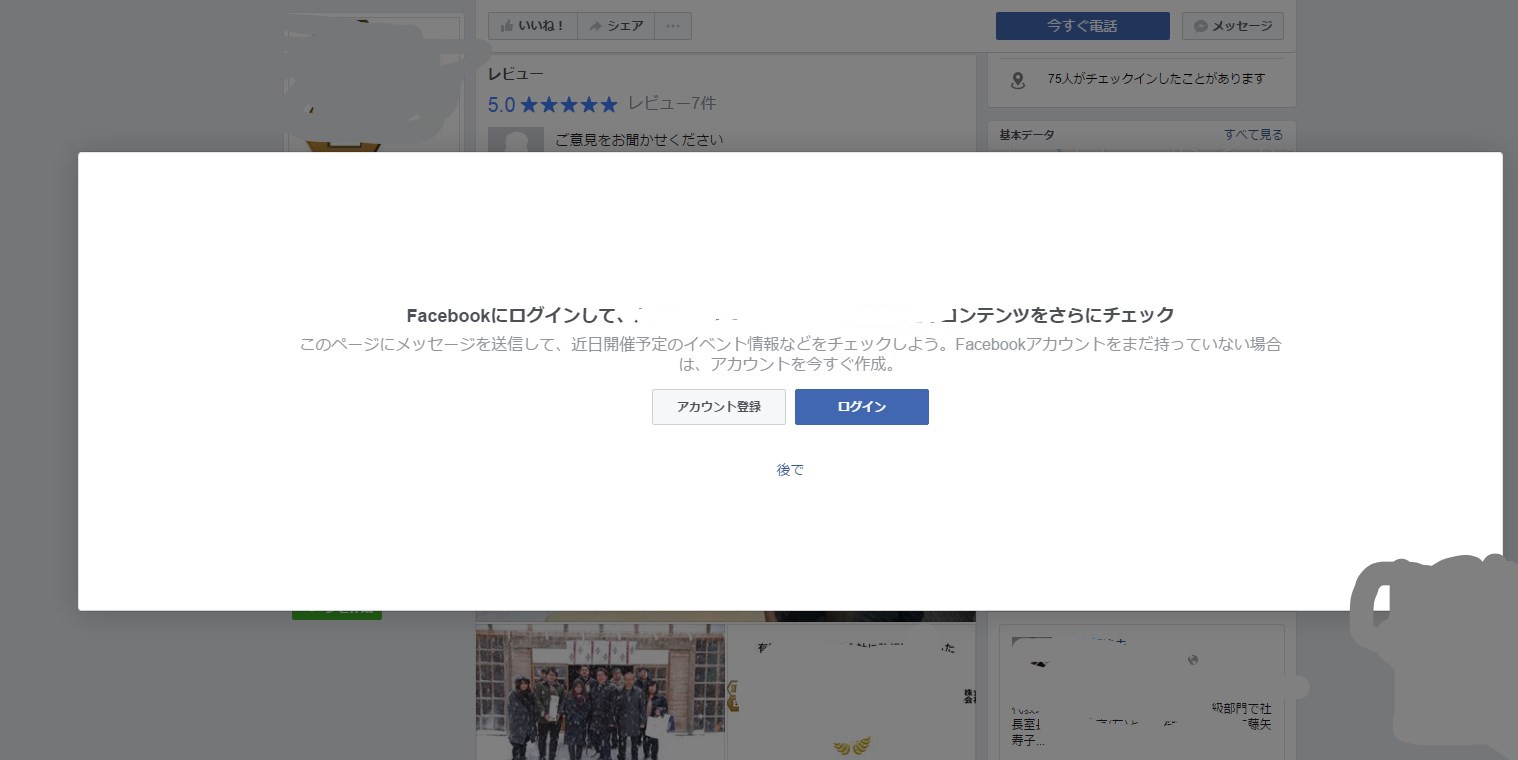 いいね！ シェア ...
今すぐ電話 メッセージ
レビュー
75人がチェックインしたことがあります
5.0 ★★★★★ レビュー7件
基本データ すべて見る
ご意見をお聞かせください
Facebookにログインして、 コンテンツをさらにチェック
このページにメッセージを送信して、近日開催予定のイベント情報などをチェックしよう。Facebookアカウントをまだ持っていない場合
は、アカウントを今すぐ作成。
アカウント登録 ログイン
後で
級部門で社
長室
寿子...